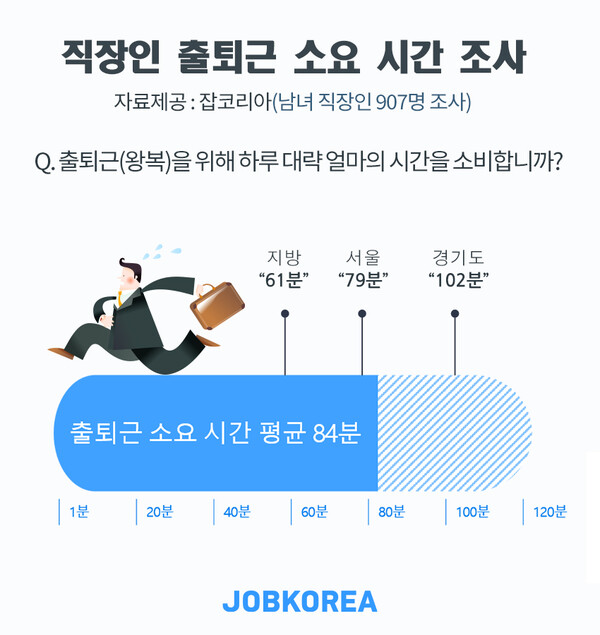 직장인 출퇴근 소요 시간 조사
자료제공 : 잡코리아(남녀 직장인 907명 조사)
Q. 출퇴근(왕복)을 위해 하루 대략 얼마의 시간을 소비합니까?
지방 서울 경기도
“61분” “79분” “102분”
출퇴근 소요 시간 평균 84분
1분 20분 40분 60분 80분 100분 120분
JOBKOREA